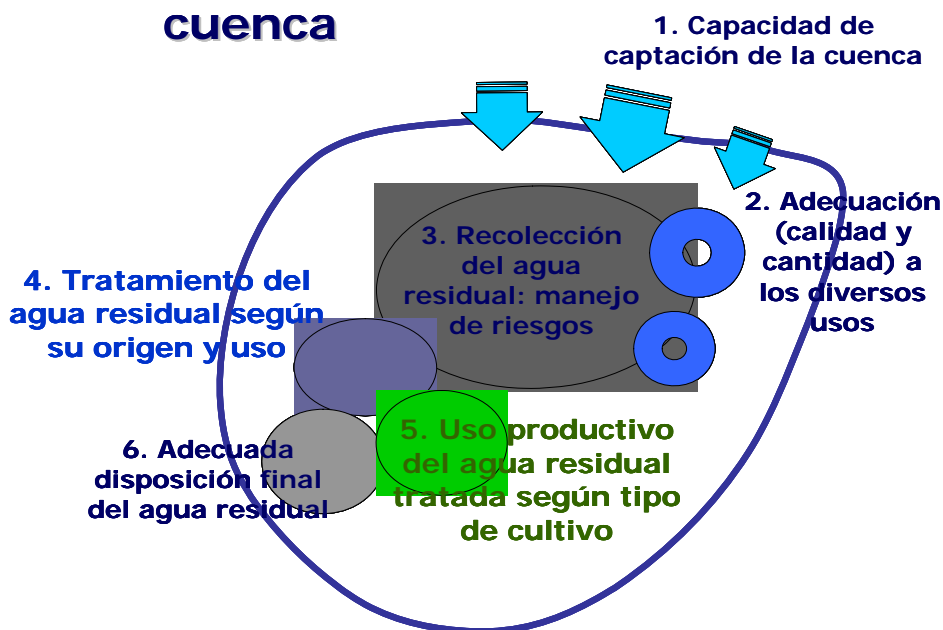 cuenca
1. Capacidad de
captación de la cuenca
2. Adecuación
(calidad y
cantidad) a
los diversos
usos
3. Recolección
del agua
residual: manejo
de riesgos
4. Tratamiento del
agua residual según
su origen y uso
5. Uso productivo
del agua residual
tratada según tipo
de cultivo
6. Adecuada
disposición final
del agua residual